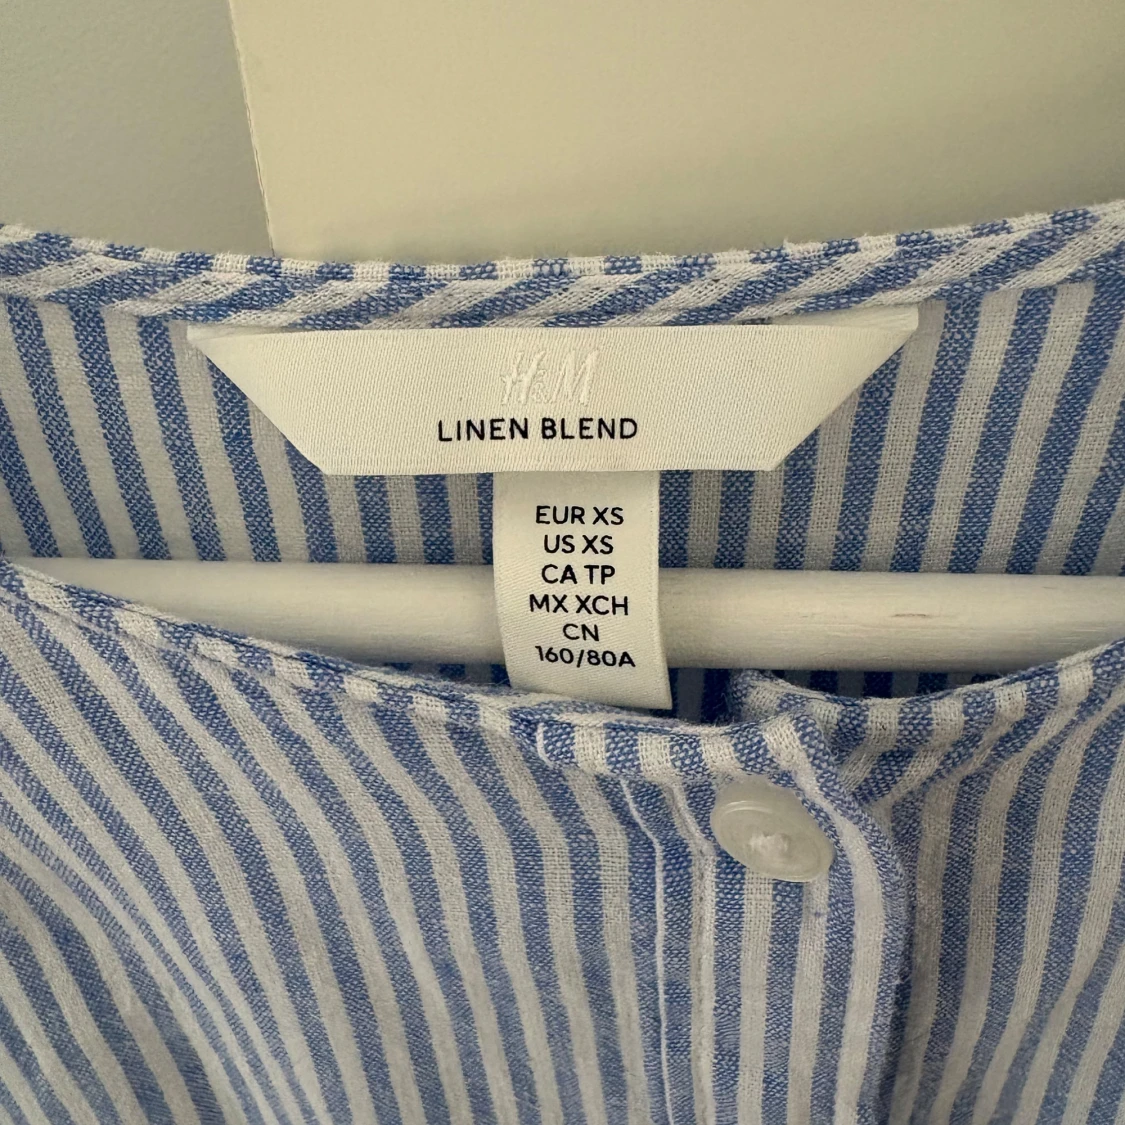 H&M
LINEN BLEND
EUR XS
US XS
CA TP
MX XCH
CN
160/80A